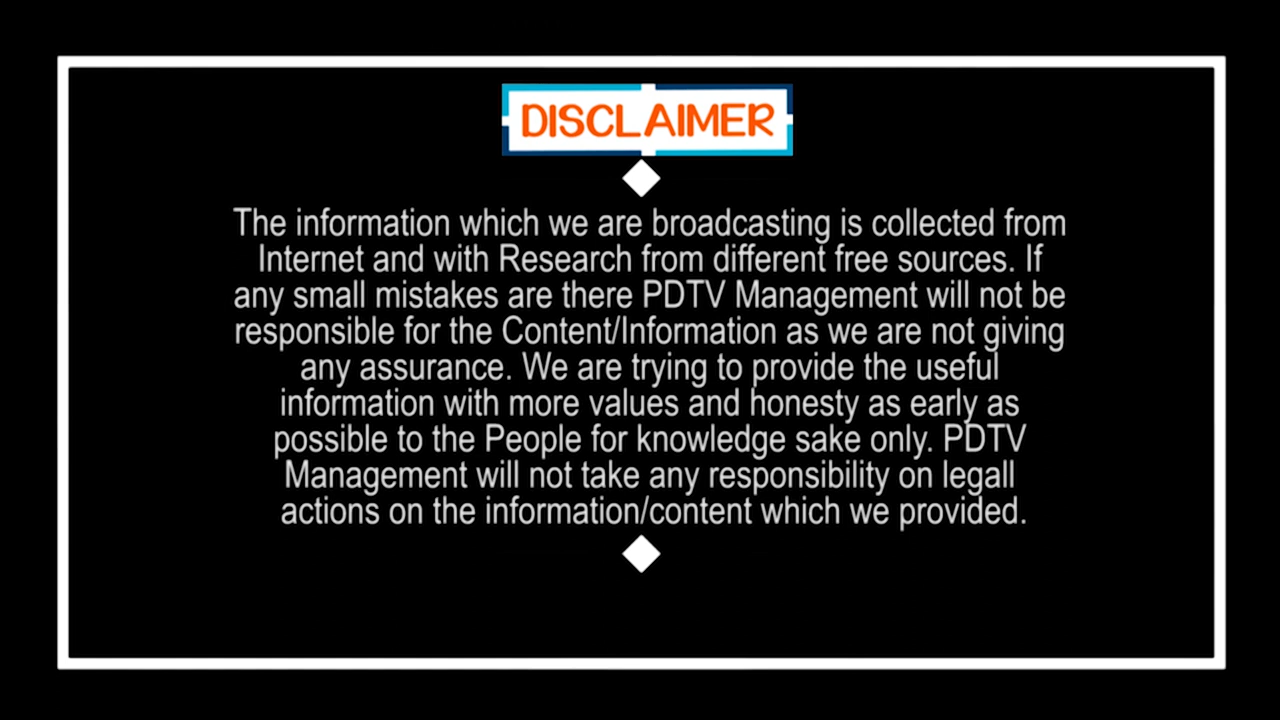 DISCLAIMER
The information which we are broadcasting is collected from
Internet and with Research from different free sources. If
any small mistakes are there PDTV Management will not be
responsible for the Content/Information as we are not giving
any assurance. We are trying to provide the useful
information with more values and honesty as early as
possible to the People for knowledge sake only. PDTV
Management will not take any responsibility on legall
actions on the information/content which we provided.